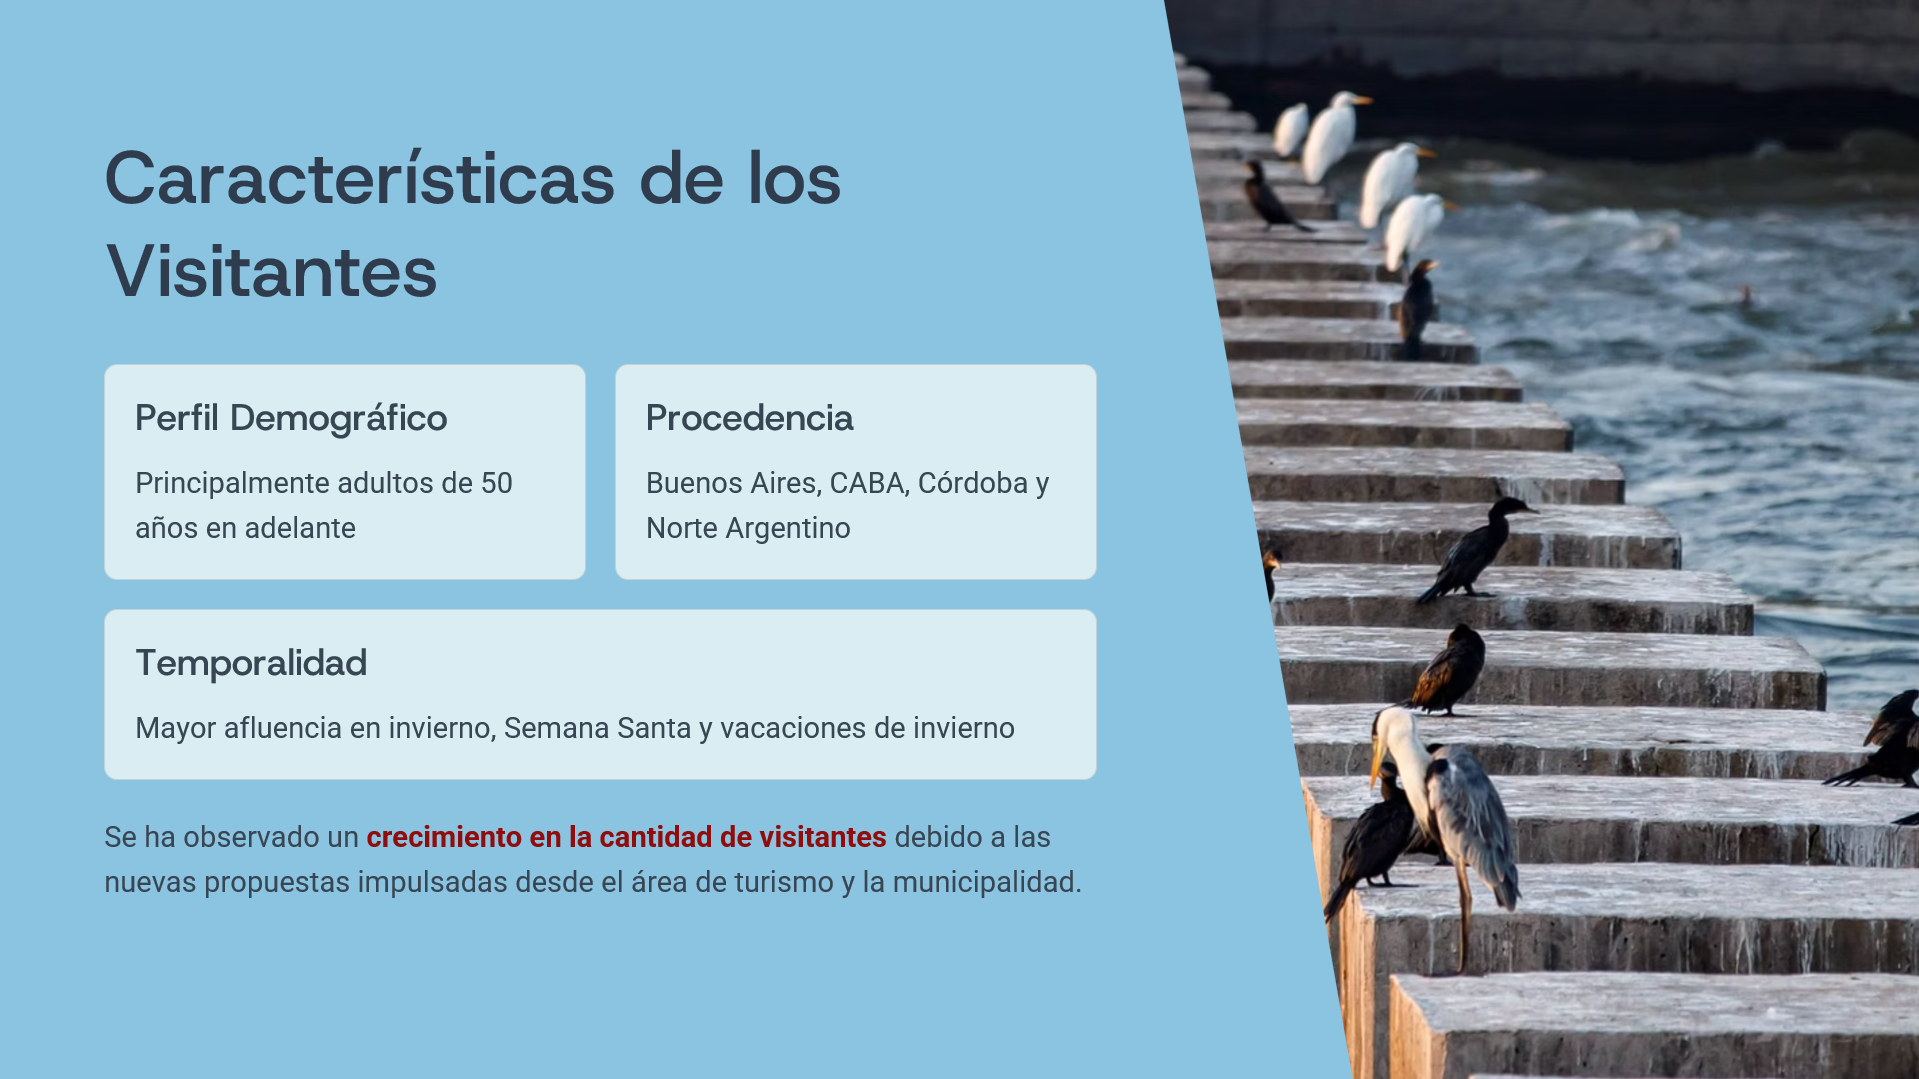 Características de los
Visitantes
Perfil Demográfico
Principalmente adultos de 50
años en adelante
Procedencia
Buenos Aires, CABA, Córdoba y
Norte Argentino
Temporalidad
Mayor afluencia en invierno, Semana Santa y vacaciones de invierno
Se ha observado un crecimiento en la cantidad de visitantes debido a las
nuevas propuestas impulsadas desde el área de turismo y la municipalidad.